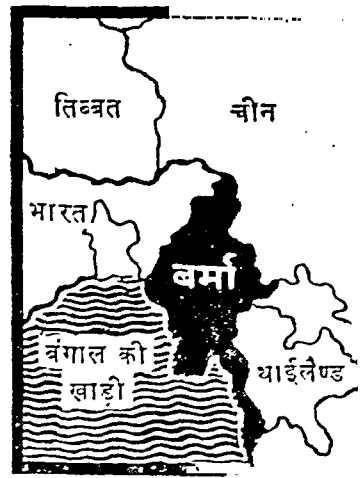 तिब्बत
चीन
भारत
बर्मा
बंगाल की
खाड़ी
थाईलैण्ड